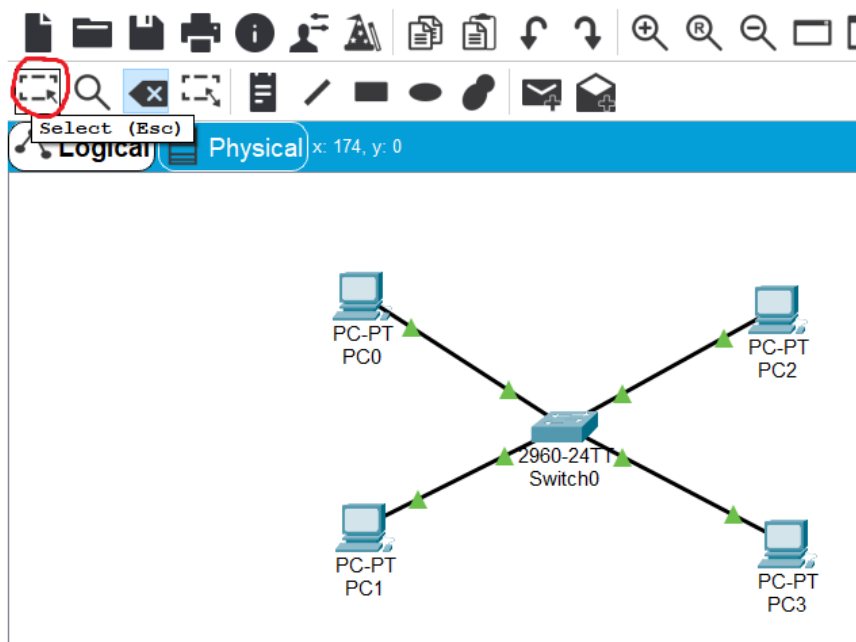 R
Select (Esc)
Logical
Physical
x: 174, y: 0
PC-PT
PC0
PC-PT
PC2
2960-24TT
Switch0
PC-PT
PC1
PC-PT
PC3